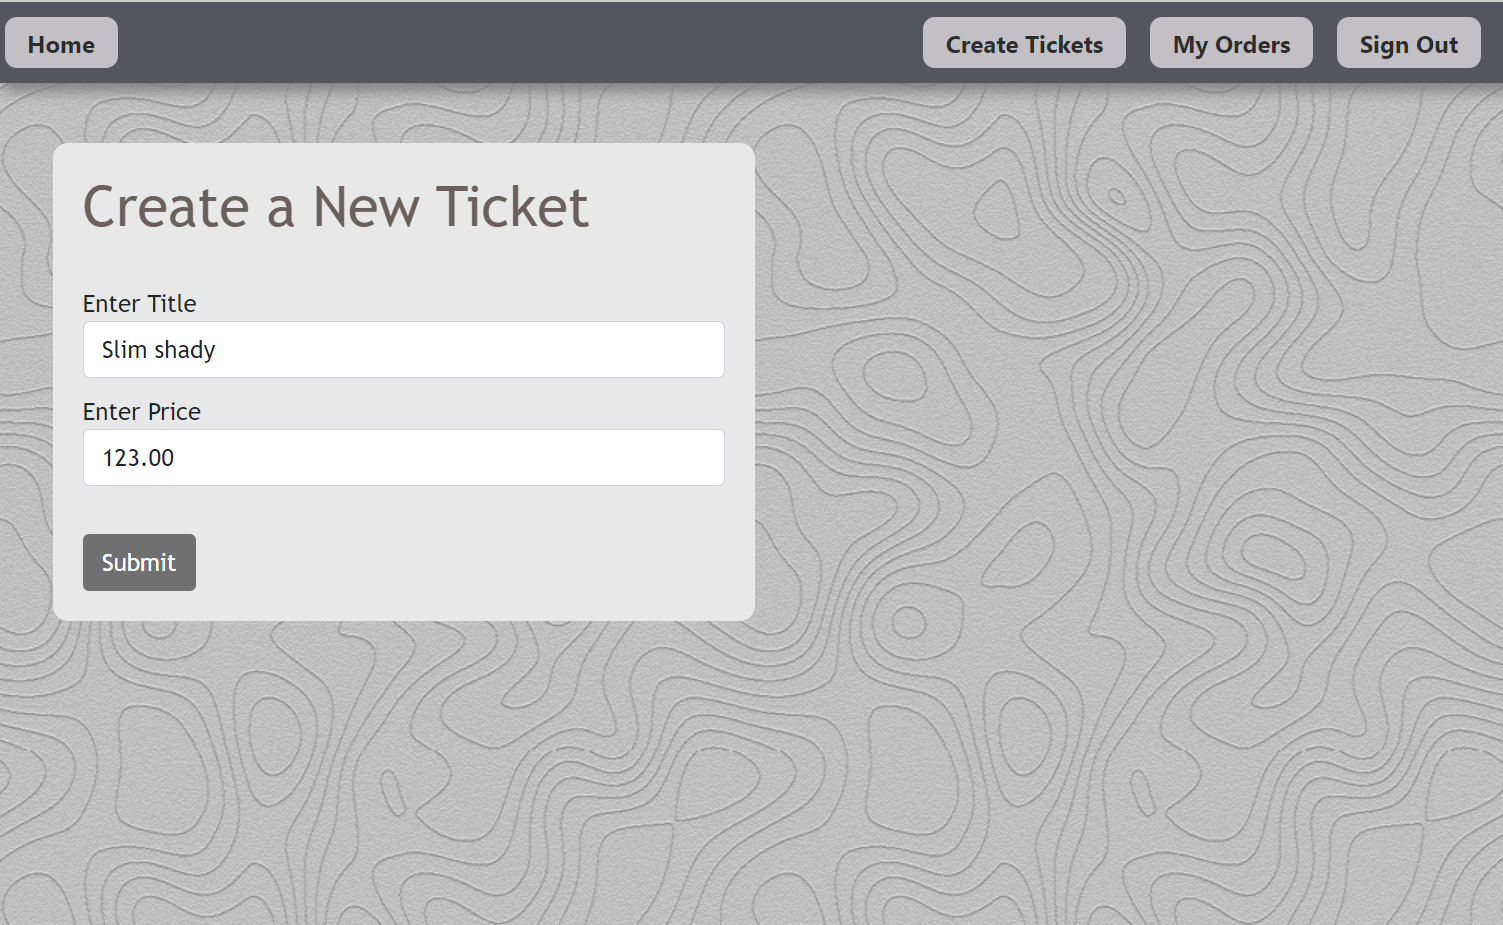 Home
Create Tickets
My Orders
Sign Out
Create a New Ticket
Enter Title
Slim shady
Enter Price
123.00
Submit